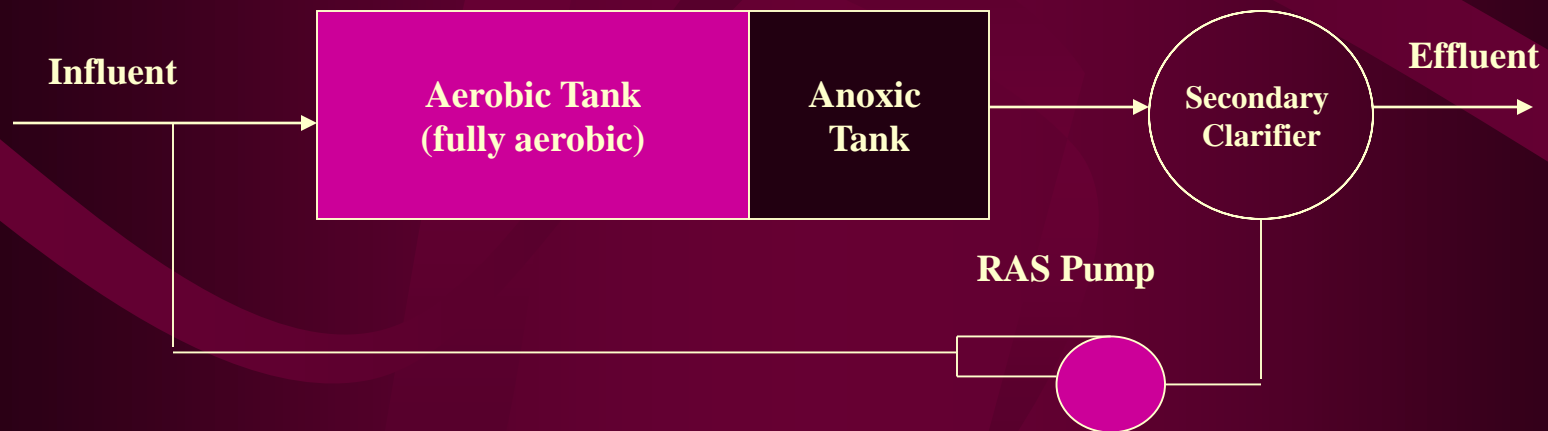 Influent
Aerobic Tank
(fully aerobic)
Anoxic
Tank
Secondary
Clarifier
Effluent
RAS Pump